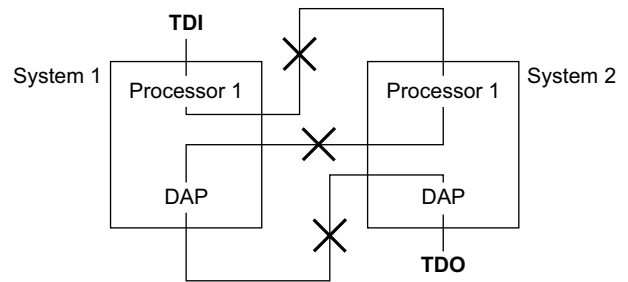 TDI
System 1
System 2
Processor 1
Processor 1
DAP
DAP
TDO